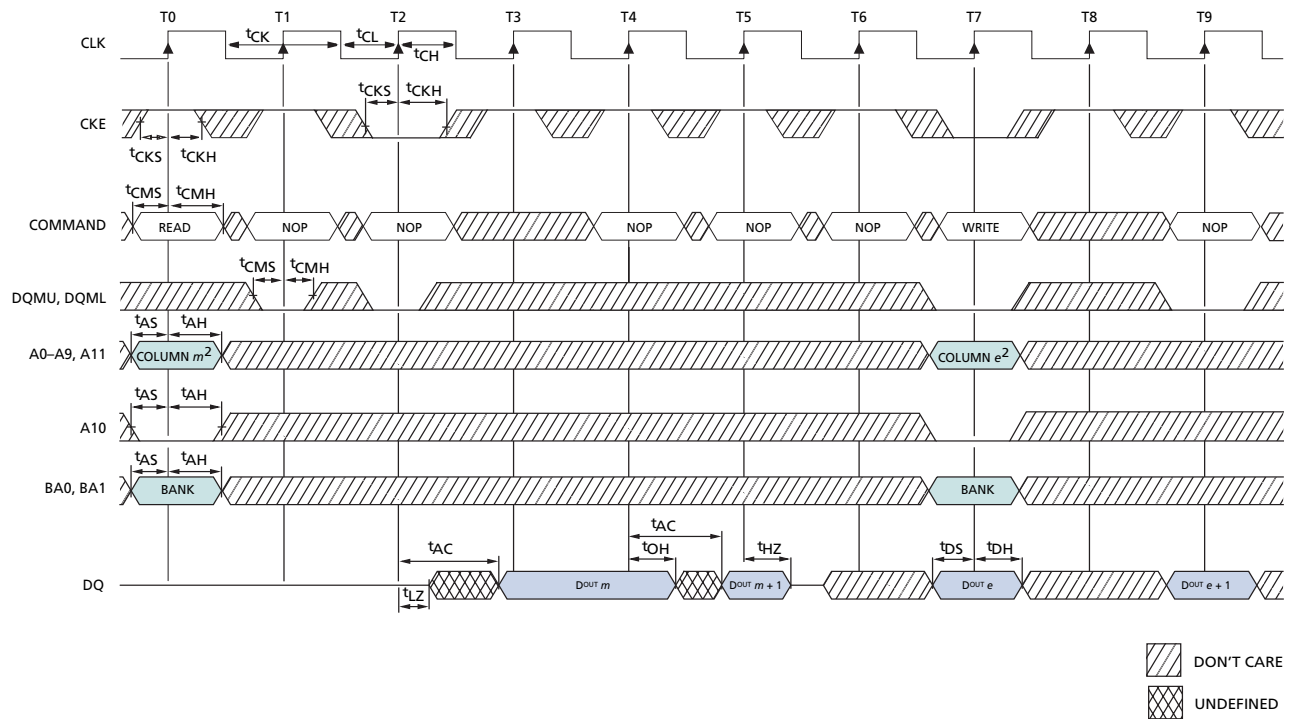 T0 T1 T2 T3 T4 T5 T6 T7 T8 T9
CLK
tCK tCL
tCH
tCKS tCKH
CKE
tCKS tCKH
tCMS tCMH
COMMAND READ NOP NOP NOP NOP NOP WRITE NOP
tCMS tCMH
DQMU, DQML
tAS tAH
A0–A9, A11 COLUMN m2 COLUMN e2
tAS tAH
A10
tAS tAH
BA0, BA1 BANK BANK
tAC
tAC tOH tHZ tDS tDH
DQ DOUT m DOUT m + 1 DOUT e DOUT e + 1
tLZ
DON'T CARE
UNDEFINED